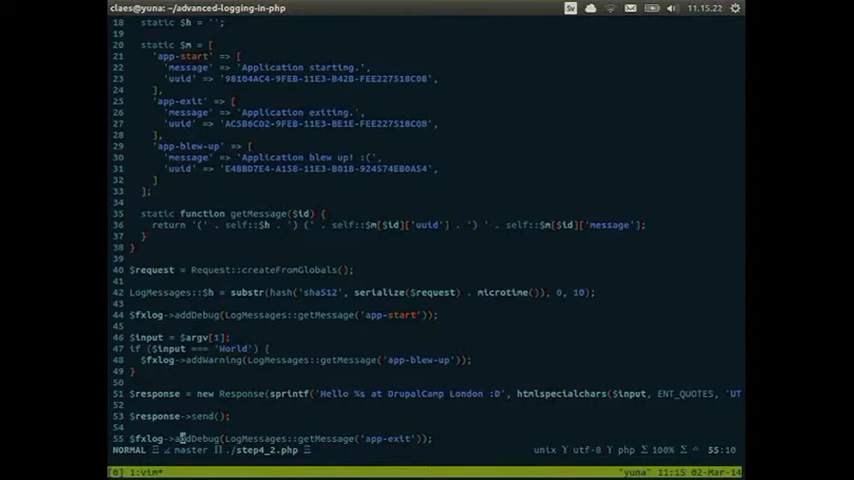 claes@yuna: ~/advanced-logging-in-php
Sv
11.15.22
18 static $h = '';
19
20 static $m = [
21 'app-start' => [
22 'message' => 'Application starting.',
23 'uuid' => '98104AC4-9FEB-11E3-B42B-FEE227518C08',
24 ],
25 'app-exit' => [
26 'message' => 'Application exiting.',
27 'uuid' => 'AC5B6C02-9FEB-11E3-BE1E-FEE227518C08',
28 ],
29 'app-blew-up' => [
30 'message' => 'Application blew up! :(',
31 'uuid' => 'E4BBD7E4-A158-11E3-B01B-924574EB0A54',
32 ]
33 ];
34
35 static function getMessage($id) {
36 return '(' . self::$h . ') (' . self::$m[$id]['uuid'] . ') ' . self::$m[$id]['message'];
37 }
38 }
39
40 $request = Request::createFromGlobals();
41
42 LogMessages::$h = substr(hash('sha512', serialize($request) . microtime()), 0, 10);
43
44 $fxlog->addDebug(LogMessages::getMessage('app-start'));
45
46 $input = $argv[1];
47 if ($input === 'World') {
48 $fxlog->addWarning(LogMessages::getMessage('app-blew-up'));
49 }
50
51 $response = new Response(sprintf('Hello %s at DrupalCamp London :D', htmlspecialchars($input, ENT_QUOTES, 'UT
52
53 $response->send();
54
55 $fxlog->addDebug(LogMessages::getMessage('app-exit'));
NORMAL master ./step4_2.php unix utf-8 php 100% 55:10
[0] 1:vim* "yuna" 11:15 02-Mar-14